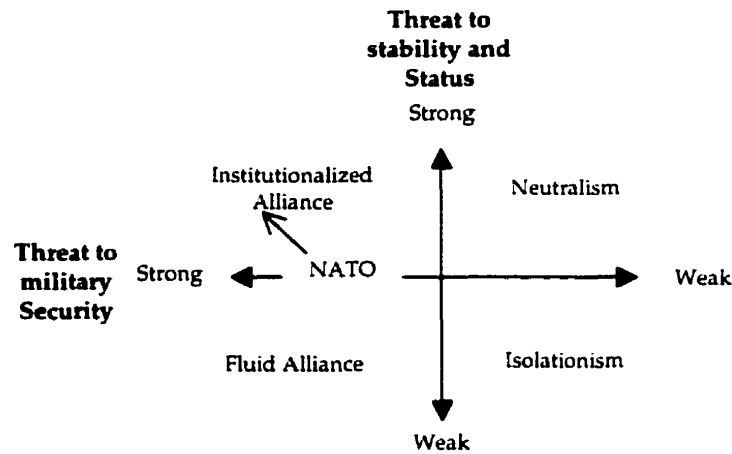 Threat to
stability and
Status
Strong
Institutionalized
Alliance
Neutralism
Threat to
military
Security
Strong
NATO
Weak
Fluid Alliance
Isolationism
Weak